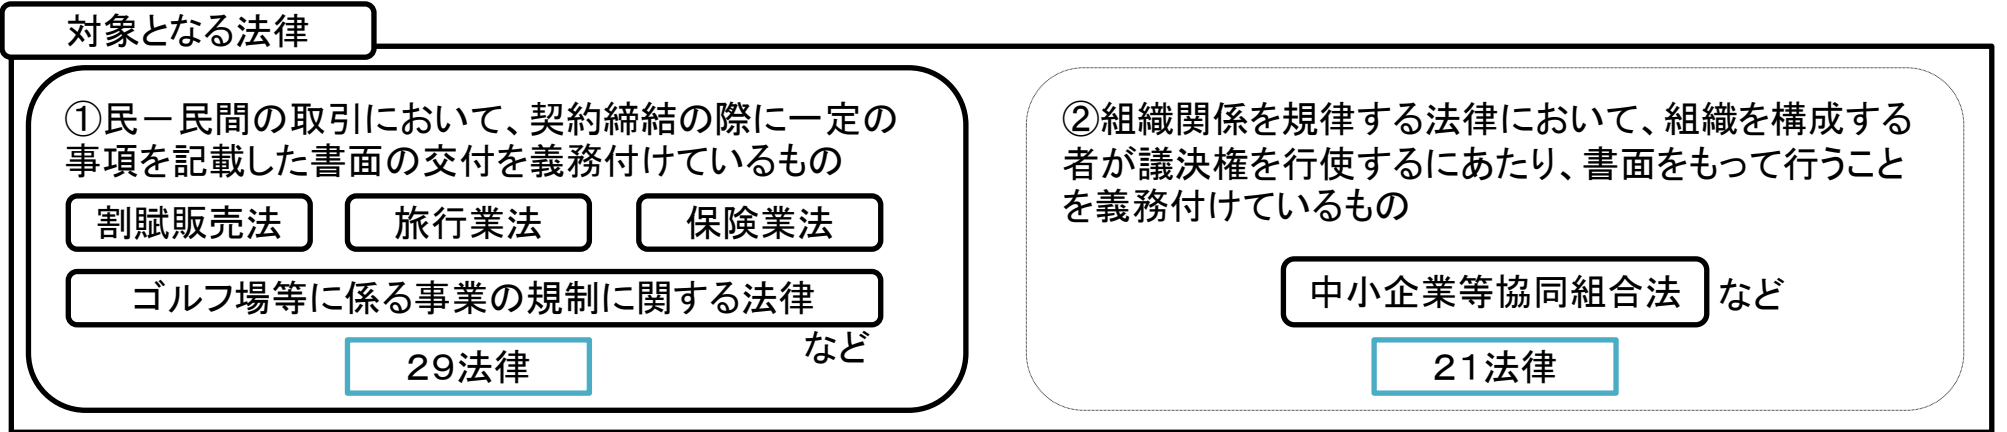 対象となる法律
①民－民間の取引において、契約締結の際に一定の
事項を記載した書面の交付を義務付けているもの
割賦販売法
旅行業法
保険業法
ゴルフ場等に係る事業の規制に関する法律
など
２９法律
②組織関係を規律する法律において、組織を構成する
者が議決権を行使するにあたり、書面をもって行うこと
を義務付けているもの
中小企業等協同組合法
など
２１法律